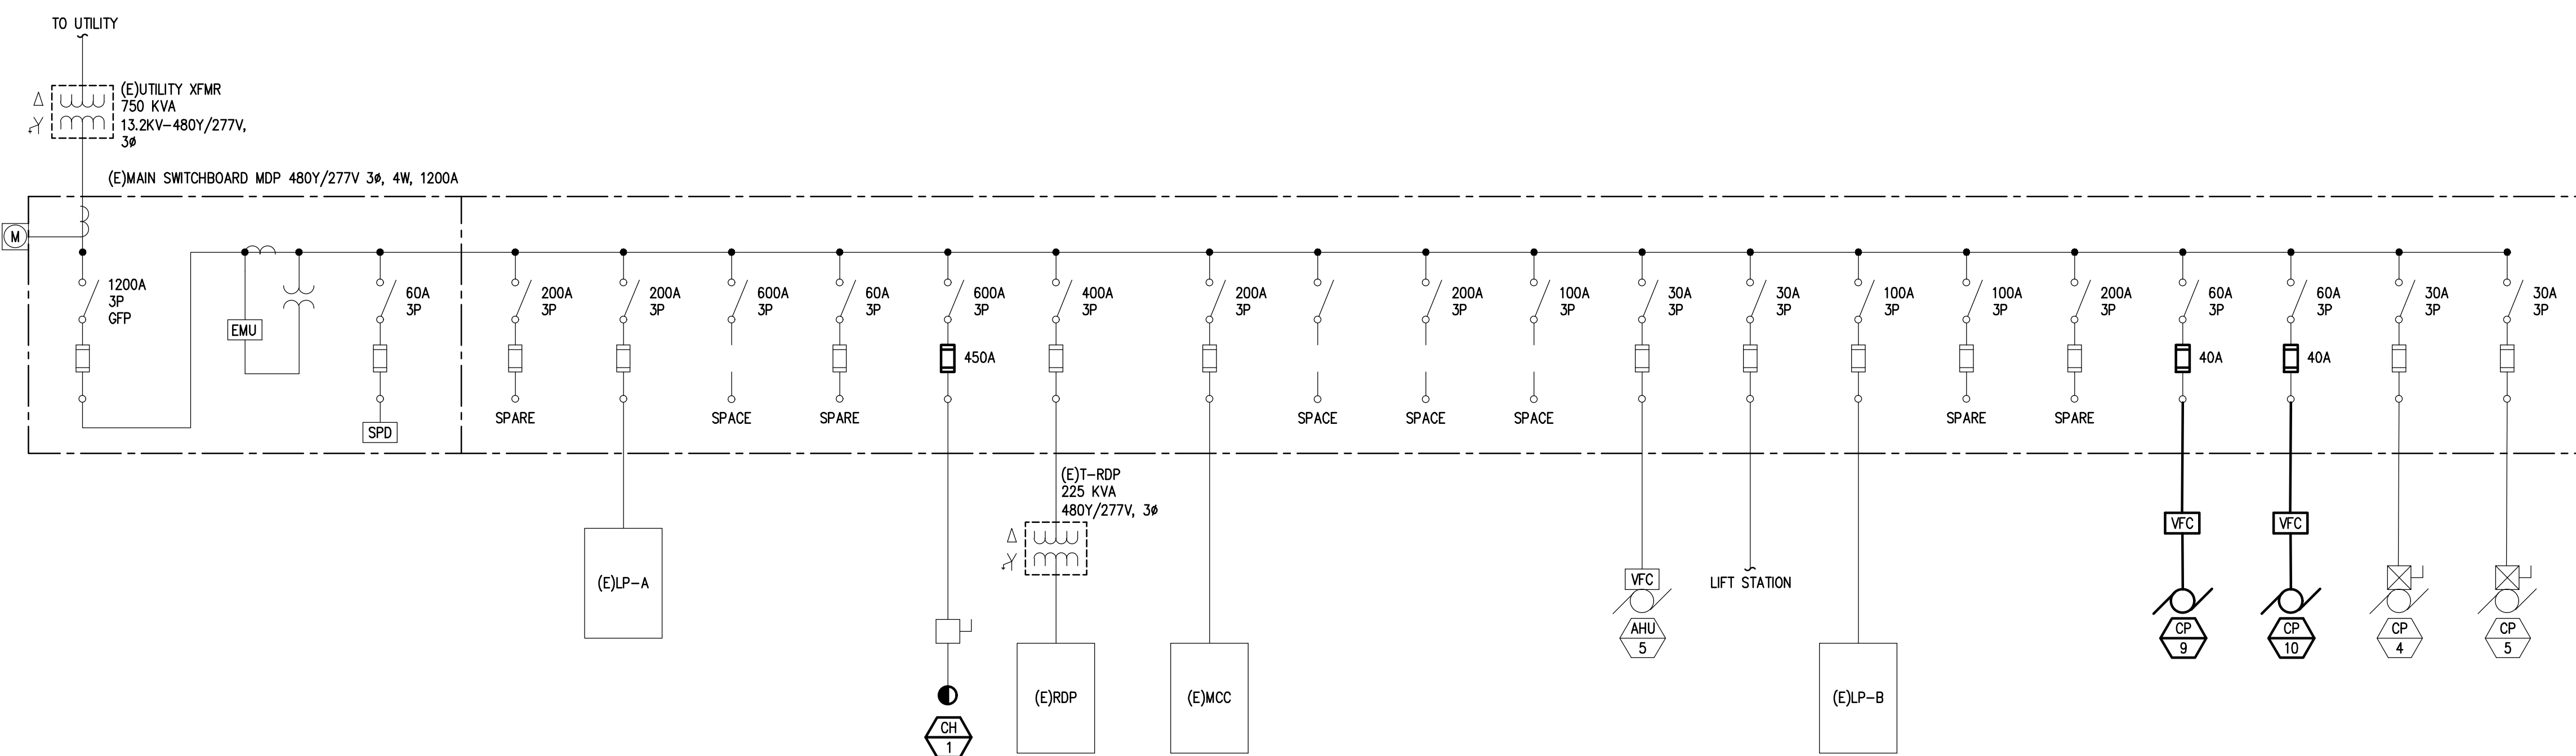 TO UTILITY
(E)UTILITY XFMR
750 KVA
13.2KV-480Y/277V,
3ø
(E)MAIN SWITCHBOARD MDP 480Y/277V 3ø, 4W, 1200A
M
1200A
3P
GFP
EMU
60A
3P
SPD
200A
3P
SPARE
200A
3P
(E)LP-A
600A
3P
SPACE
60A
3P
SPARE
600A
3P
450A
CH
1
400A
3P
(E)T-RDP
225 KVA
480Y/277V, 3ø
(E)RDP
200A
3P
(E)MCC
SPACE
200A
3P
SPACE
100A
3P
SPACE
30A
3P
VFC
AHU
5
30A
3P
LIFT STATION
100A
3P
(E)LP-B
100A
3P
SPARE
200A
3P
SPARE
60A
3P
40A
VFC
CP
9
60A
3P
40A
VFC
CP
10
30A
3P
CP
4
30A
3P
CP
5